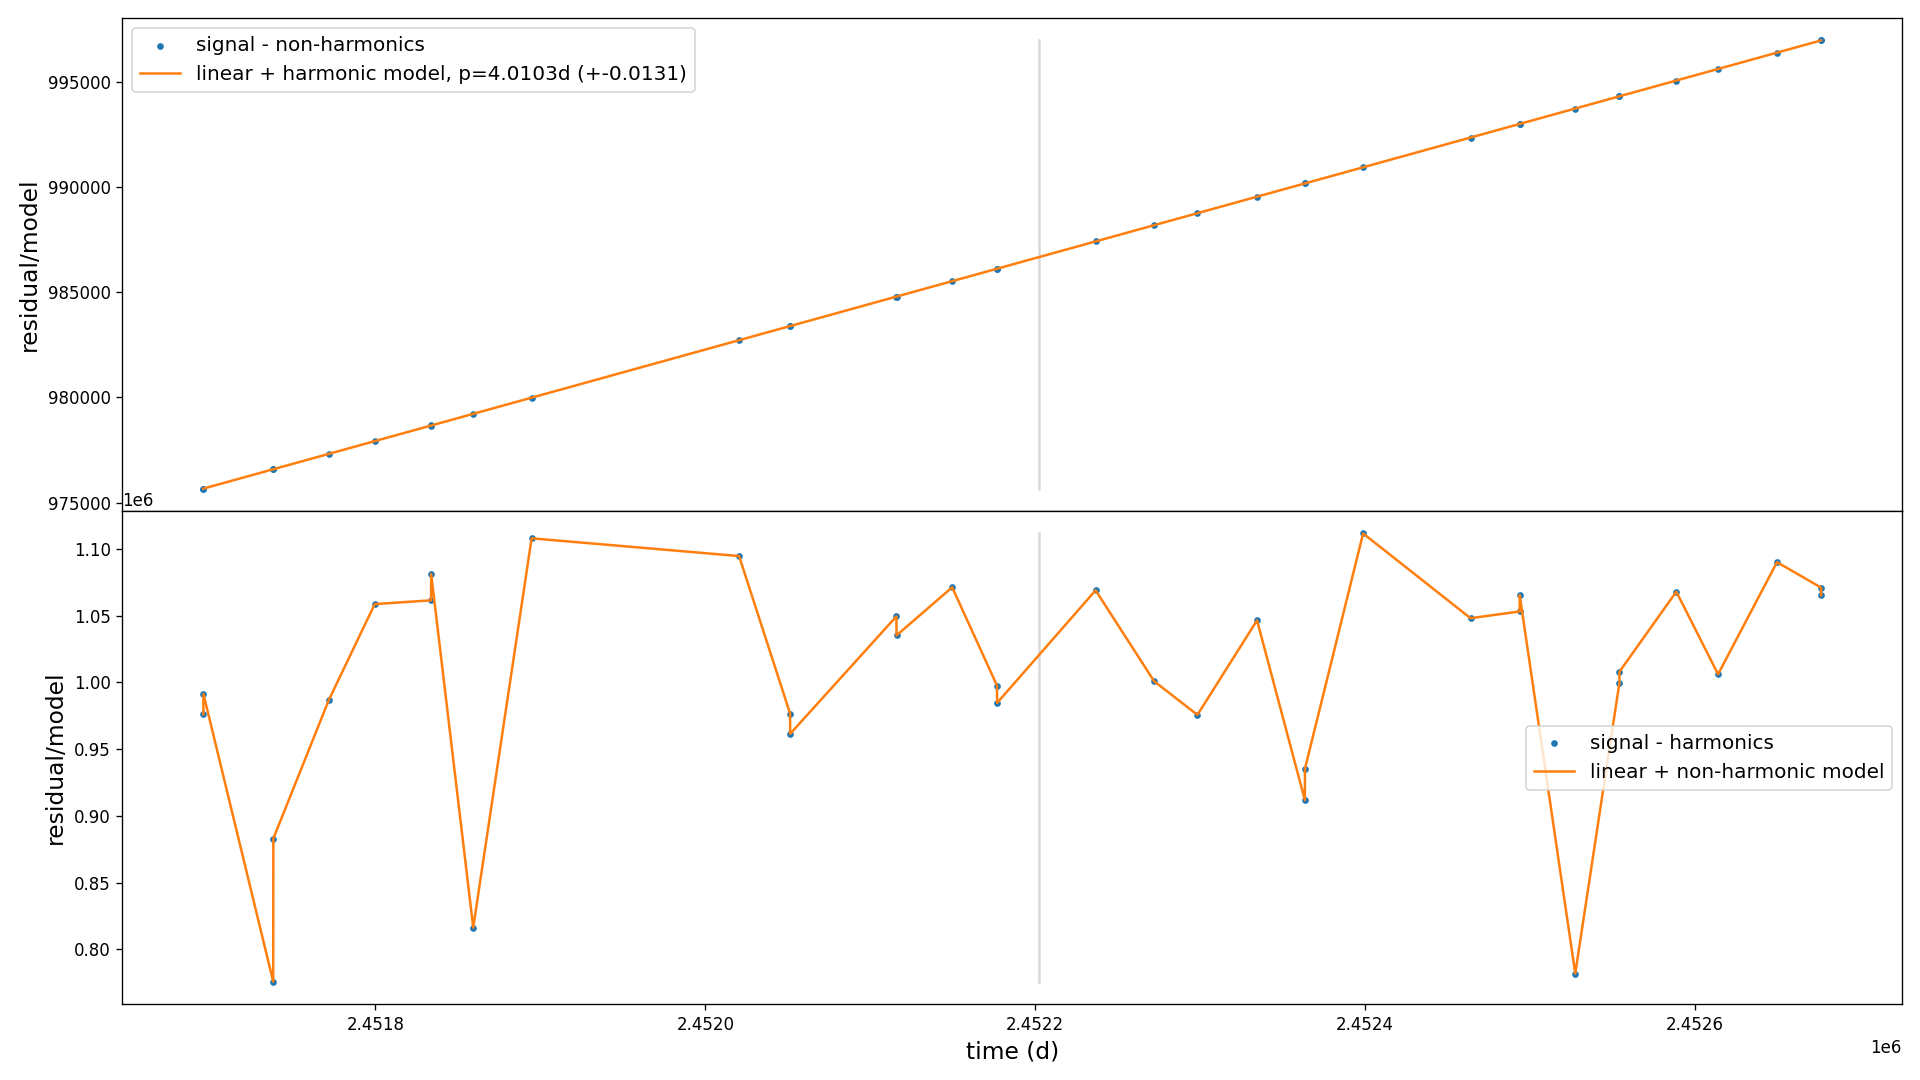 signal - non-harmonics
linear + harmonic model, p=4.0103d (+-0.0131)
995000
990000
985000
980000
975000
residual/model
1e6
1.10
1.05
1.00
0.95
0.90
0.85
0.80
residual/model
signal - harmonics
linear + non-harmonic model
2.4518
2.4520
2.4522
2.4524
2.4526
time (d)
1e6